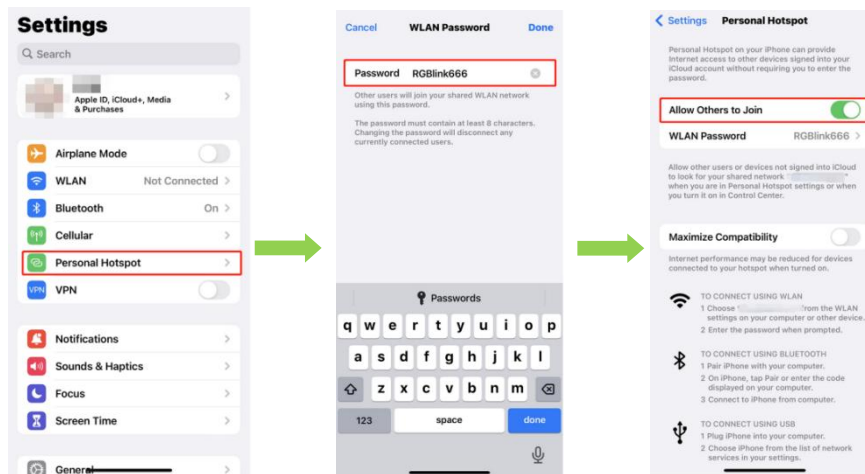 Settings
Search
Apple ID, iCloud+, Media
& Purchases
Airplane Mode
WLAN Not Connected
Bluetooth On
Cellular
Personal Hotspot
VPN VPN
Notifications
Sounds & Haptics
Focus
Screen Time
General
Cancel WLAN Password Done
Password RGBlink666
Other users will join your shared WLAN network
using this password.
The password must contain at least 8 characters.
Changing the password will disconnect any
currently connected users.
Passwords
q w e r t y u i o p
a s d f g h j k l
z x c v b n m
123 space done
Settings Personal Hotspot
Personal Hotspot on your iPhone can provide
Internet access to other devices signed into your
iCloud account without requiring you to enter the
password.
Allow Others to Join
WLAN Password RGBlink666
Allow other users or devices not signed into iCloud
to look for your shared network " "
when you are in Personal Hotspot settings or when
you turn it on in Control Center.
Maximize Compatibility
Internet performance may be reduced for devices
connected to your hotspot when turned on.
TO CONNECT USING WLAN
1 Choose " from the WLAN
settings on your computer or other device.
2 Enter the password when prompted.
TO CONNECT USING BLUETOOTH
1 Pair iPhone with your computer.
2 On iPhone, tap Pair or enter the code
displayed on your computer.
3 Connect to iPhone from computer.
TO CONNECT USING USB
1 Plug iPhone into your computer.
2 Choose iPhone from the list of network
services in your settings.